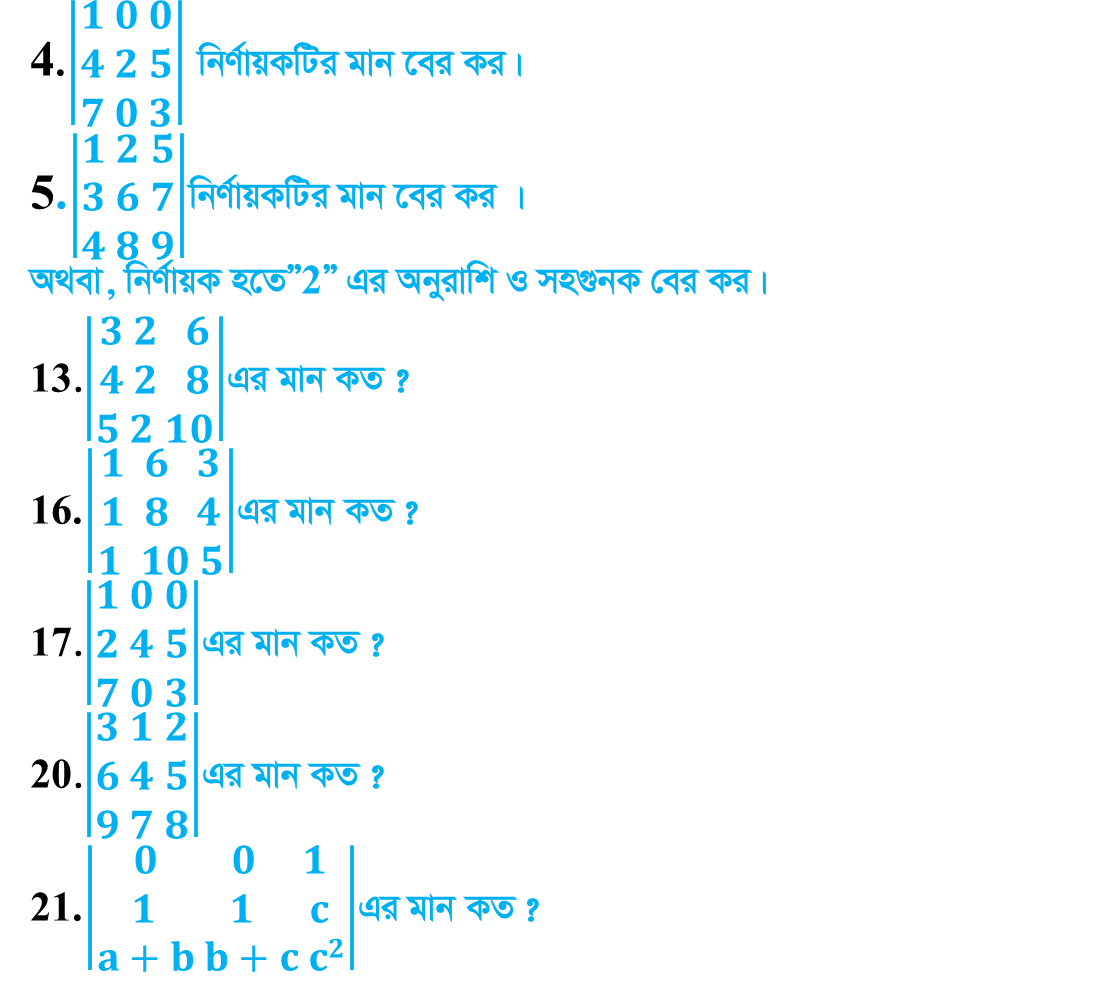 |1 0 0|
4. |4 2 5| নির্ণায়কটির মান বের কর।
|7 0 3|
|1 2 5|
5. |3 6 7| নির্ণায়কটির মান বের কর ।
|4 8 9|
অথবা, নির্ণায়ক হতে”2” এর অনুরাশি ও সহগুনক বের কর।
|3 2 6|
13. |4 2 8| এর মান কত ?
|5 2 10|
|1 6 3|
16. |1 8 4| এর মান কত ?
|1 10 5|
|1 0 0|
17. |2 4 5| এর মান কত ?
|7 0 3|
|3 1 2|
20. |6 4 5| এর মান কত ?
|9 7 8|
|0 0 1|
21. |1 1 c| এর মান কত ?
|a + b b + c c²|